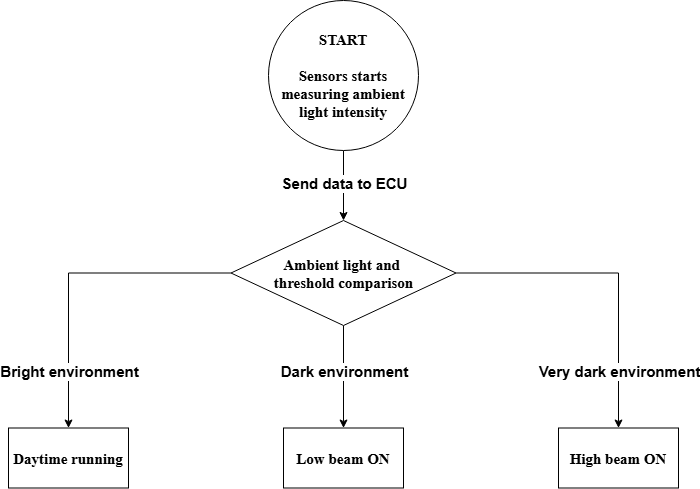 START
Sensors starts
measuring ambient
light intensity
Send data to ECU
Ambient light and
threshold comparison
Bright environment
Dark environment
Very dark environment
Daytime running
Low beam ON
High beam ON